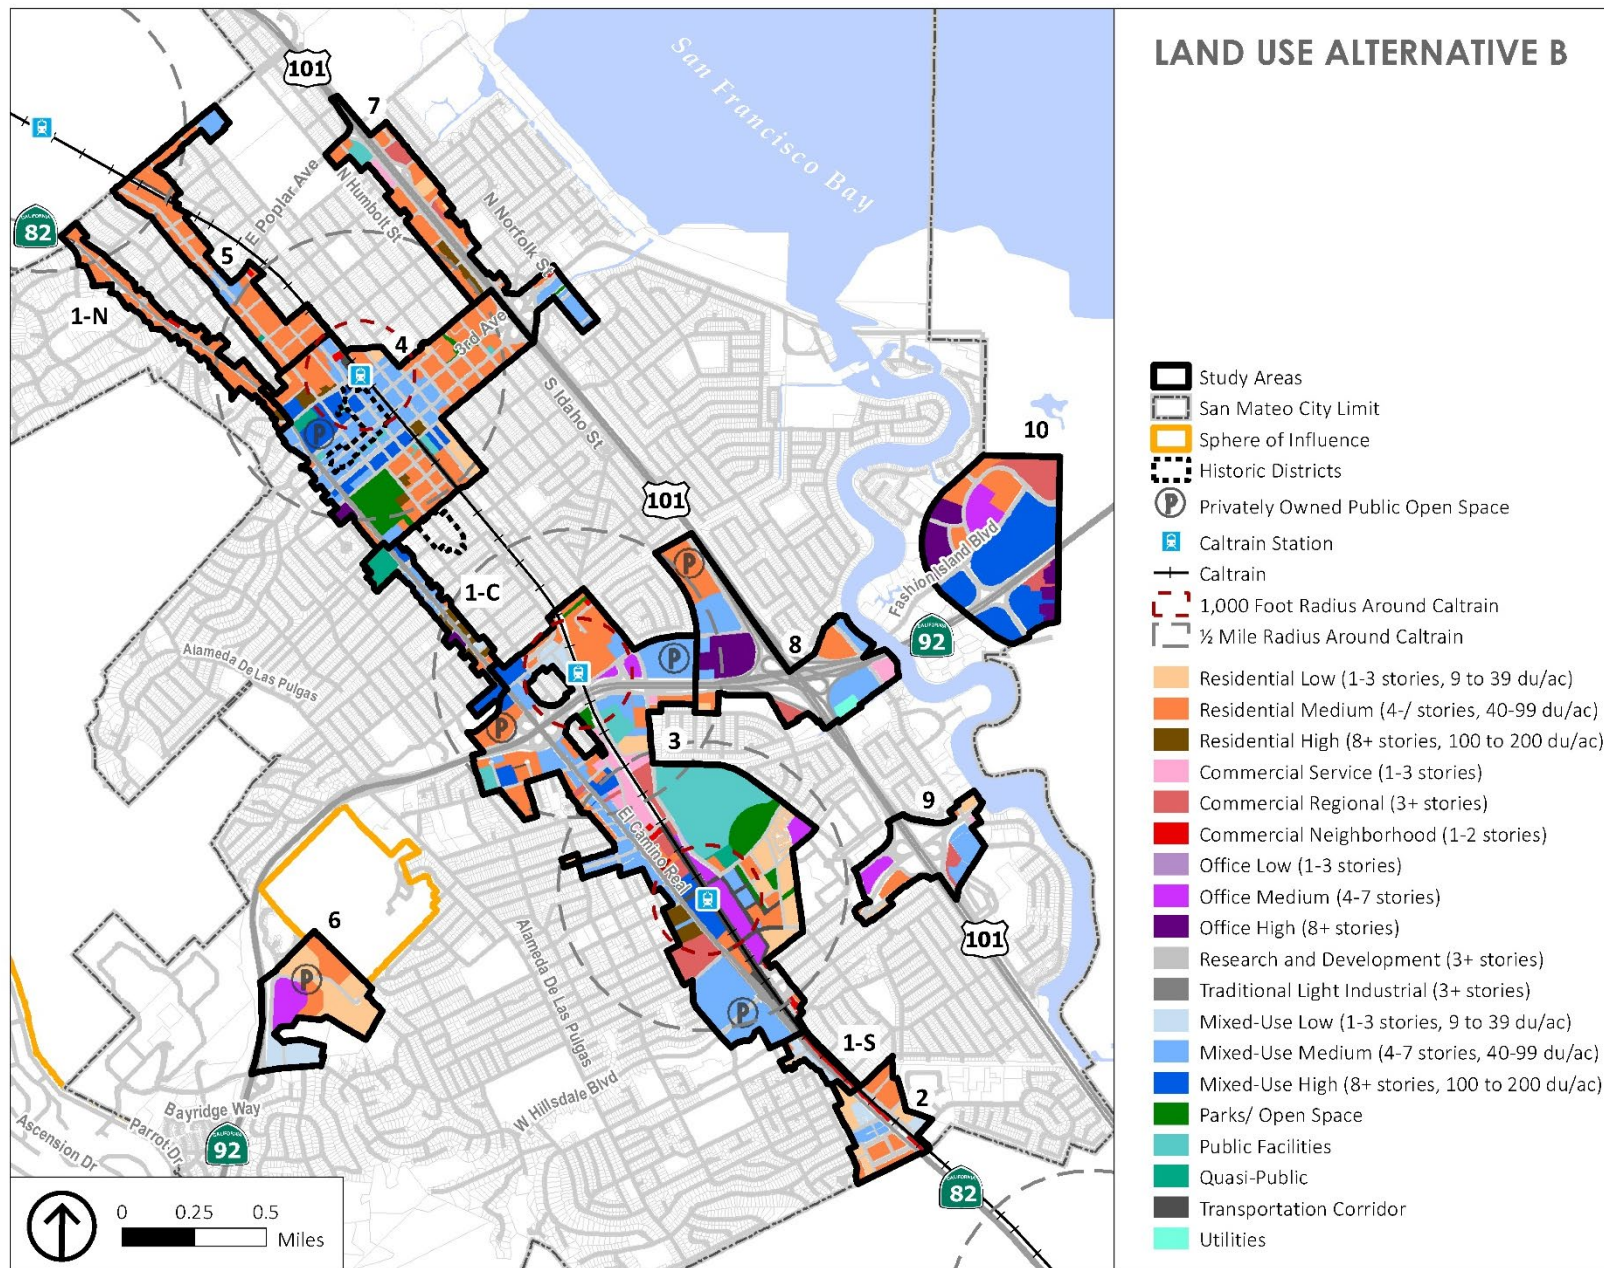 LAND USE ALTERNATIVE B
San Francisco Bay
101
7
E Poplar Ave
N Humbolt St
N Norfolk St
CALIFORNIA
82
5
1-N
4
3rd Ave
S Idaho St
10
101
Fashion Island Blvd
1-C
8
CALIFORNIA
92
Alameda De Las Pulgas
3
9
El Camino Real
6
101
Alameda De Las Pulgas
1-S
2
W Hillsdale Blvd
Bayridge Way
Parrot Dr
Ascension Dr
CALIFORNIA
92
CALIFORNIA
82
P
P
P
P
P
P
P
0 0.25 0.5
Miles
Study Areas
San Mateo City Limit
Sphere of Influence
Historic Districts
P Privately Owned Public Open Space
Caltrain Station
Caltrain
1,000 Foot Radius Around Caltrain
½ Mile Radius Around Caltrain
Residential Low (1-3 stories, 9 to 39 du/ac)
Residential Medium (4-/ stories, 40-99 du/ac)
Residential High (8+ stories, 100 to 200 du/ac)
Commercial Service (1-3 stories)
Commercial Regional (3+ stories)
Commercial Neighborhood (1-2 stories)
Office Low (1-3 stories)
Office Medium (4-7 stories)
Office High (8+ stories)
Research and Development (3+ stories)
Traditional Light Industrial (3+ stories)
Mixed-Use Low (1-3 stories, 9 to 39 du/ac)
Mixed-Use Medium (4-7 stories, 40-99 du/ac)
Mixed-Use High (8+ stories, 100 to 200 du/ac)
Parks/ Open Space
Public Facilities
Quasi-Public
Transportation Corridor
Utilities